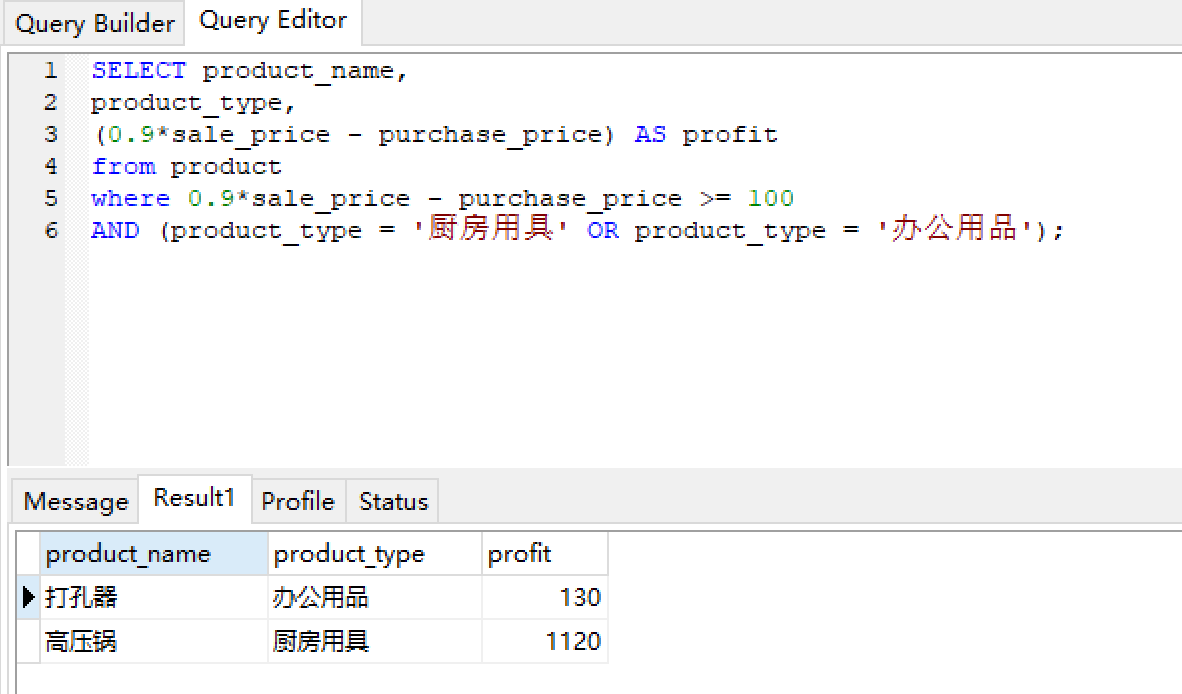 Query Builder Query Editor
1 SELECT product_name,
2 product_type,
3 (0.9*sale_price - purchase_price) AS profit
4 from product
5 where 0.9*sale_price - purchase_price >= 100
6 AND (product_type = '厨房用具' OR product_type = '办公用品');
Message Result1 Profile Status
product_name product_type profit
打孔器 办公用品 130
高压锅 厨房用具 1120